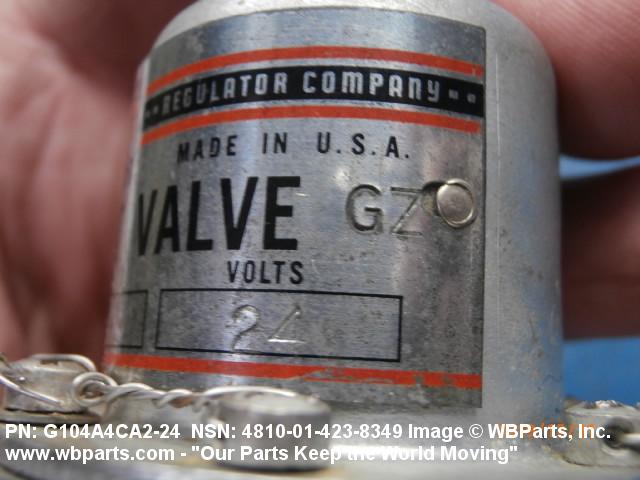 REGULATOR COMPANY
MADE IN U.S.A.
VALVE GZ
VOLTS
24
PN: G104A4CA2-24 NSN: 4810-01-423-8349 Image © WBParts, Inc.
www.wbparts.com - "Our Parts Keep the World Moving"